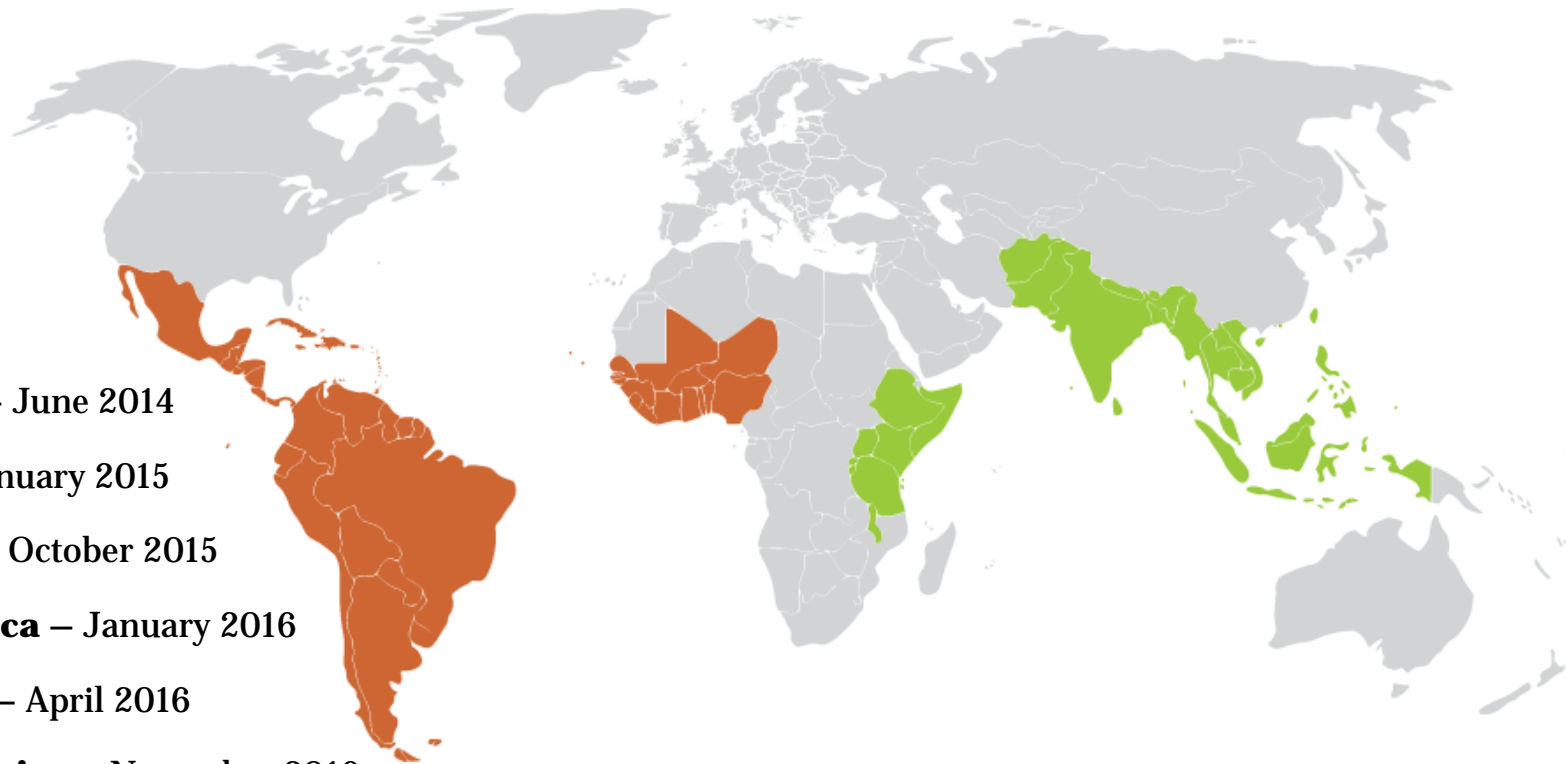 – June 2014
nuary 2015
October 2015
ca – January 2016
– April 2016